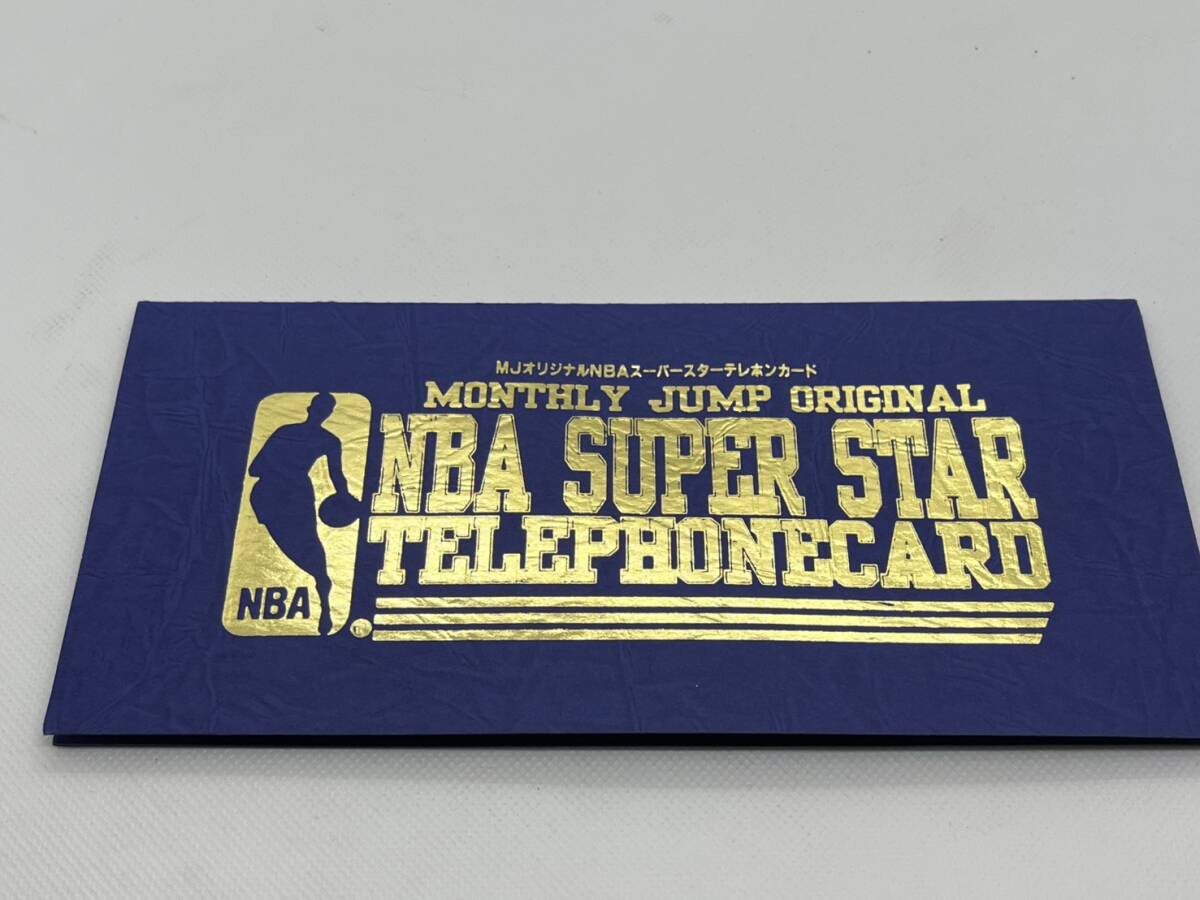 MJオリジナルNBAスーパースターテレホンカード
MONTHLY JUMP ORIGINAL
NBA SUPER STAR
TELEPHONECARD
NBA
®